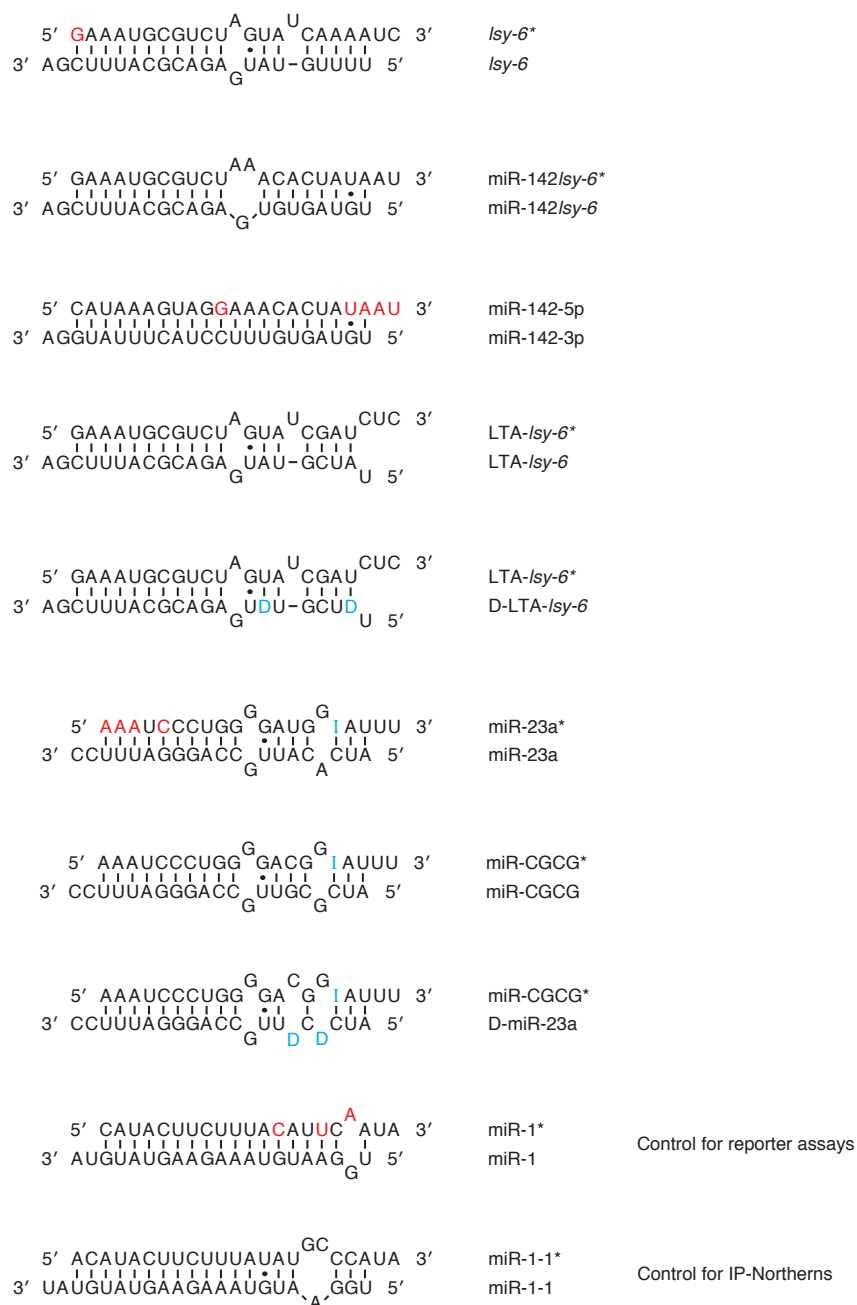 A U
5′ GAAAUGCGUCU GUA CAAAAUC 3′ lsy-6*
3′ AGCUUUACGCAGA UAU–GUUUU 5′ lsy-6
G
AA
5′ GAAAUGCGUCU ACACUAUAAU 3′ miR-142lsy-6*
3′ AGCUUUACGCAGA UGUGAUGU 5′ miR-142lsy-6
G
5′ CAUAAAGUAGGAAACACUAUAAU 3′ miR-142-5p
3′ AGGUAUUUCAUCCUUUGUGAUGU 5′ miR-142-3p
A U CUC 3′
5′ GAAAUGCGUCU GUA CGAU LTA-lsy-6*
3′ AGCUUUACGCAGA UAU–GCUA LTA-lsy-6
G U 5′
A U CUC 3′
5′ GAAAUGCGUCU GUA CGAU LTA-lsy-6*
3′ AGCUUUACGCAGA UDU–GCUD D-LTA-lsy-6
G U 5′
G G
5′ AAAUCCCUGG GAUG IAUUU 3′ miR-23a*
3′ CCUUUAGGGACC UUAC CUA 5′ miR-23a
G A
G G
5′ AAAUCCCUGG GACG IAUUU 3′ miR-CGCG*
3′ CCUUUAGGGACC UUGC CUA 5′ miR-CGCG
G G
G C G
5′ AAAUCCCUGG GA G IAUUU 3′ miR-CGCG*
3′ CCUUUAGGGACC UU C CUA 5′ D-miR-23a
G D D
A
5′ CAUACUUCUUUACAUUC AUA 3′ miR-1*
Control for reporter assays
3′ AUGUAUGAAGAAAUGUAAG U 5′ miR-1
G
GC
5′ ACAUACUUCUUUAUAU CCAUA 3′ miR-1-1*
Control for IP-Northerns
3′ UAUGUAUGAAGAAAUGUA GGU 5′ miR-1-1
A